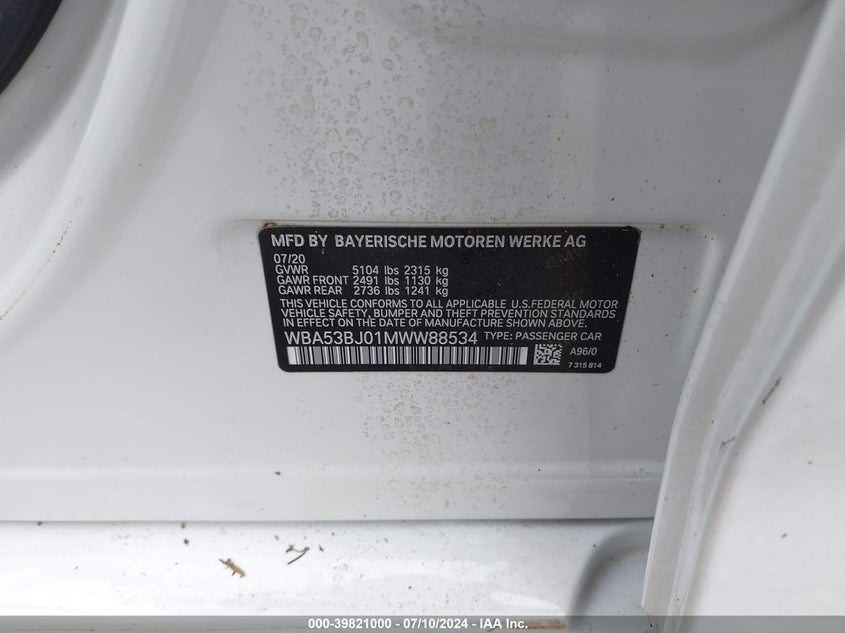 MFD BY BAYERISCHE MOTOREN WERKE AG
07/20
GVWR 5104 lbs 2315 kg
GAWR FRONT 2491 lbs 1130 kg
GAWR REAR 2736 lbs 1241 kg
THIS VEHICLE CONFORMS TO ALL APPLICABLE U.S.FEDERAL MOTOR
VEHICLE SAFETY, BUMPER AND THEFT PREVENTION STANDARDS
IN EFFECT ON THE DATE OF MANUFACTURE SHOWN ABOVE.
WBA53BJ01MWW88534 TYPE: PASSENGER CAR
A96/0
7 315 814
000-39821000 - 07/10/2024 - IAA Inc.